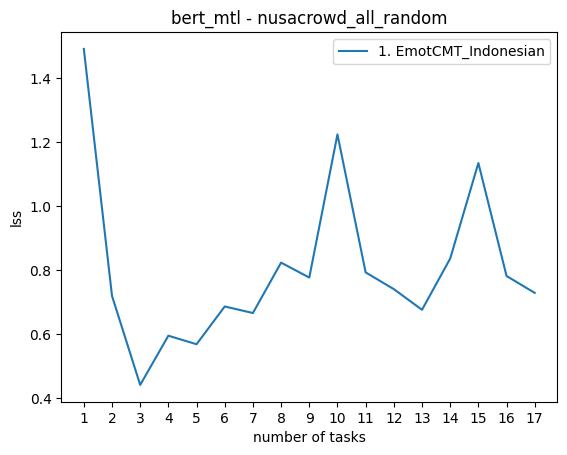 bert_mtl - nusacrowd_all_random
1. EmotCMT_Indonesian
lss
1.4
1.2
1.0
0.8
0.6
0.4
1 2 3 4 5 6 7 8 9 10 11 12 13 14 15 16 17
number of tasks